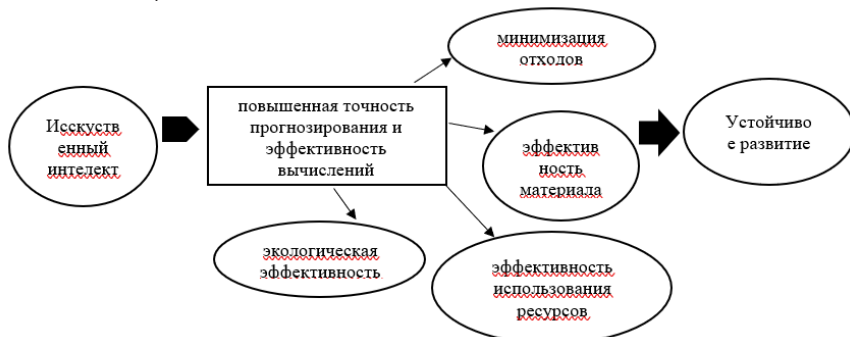 Исскуств
енный
интелект
повышенная точность
прогнозирования и
эффективность
вычислений
минимизация
отходов
эффектив
ность
материала
Устойчиво
е развитие
экологическая
эффективность
эффективность
использования
ресурсов